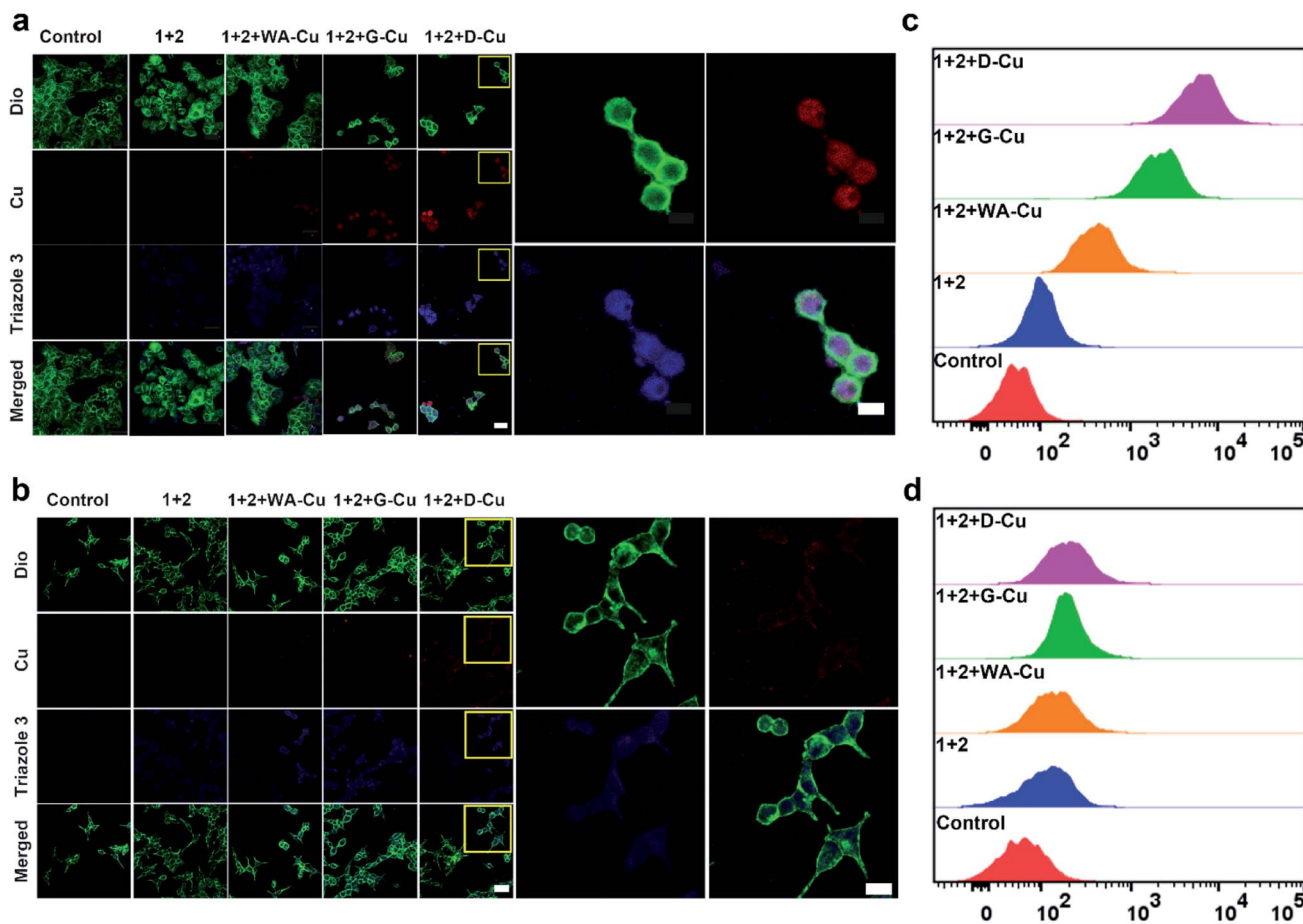 a
Control 1+2 1+2+WA-Cu 1+2+G-Cu 1+2+D-Cu
Dio
Cu
Triazole 3
Merged
b
Control 1+2 1+2+WA-Cu 1+2+G-Cu 1+2+D-Cu
Dio
Cu
Triazole 3
Merged
c
1+2+D-Cu
1+2+G-Cu
1+2+WA-Cu
1+2
Control
0 10² 10³ 10⁴ 10⁵
d
1+2+D-Cu
1+2+G-Cu
1+2+WA-Cu
1+2
Control
0 10² 10³ 10⁴ 10⁵